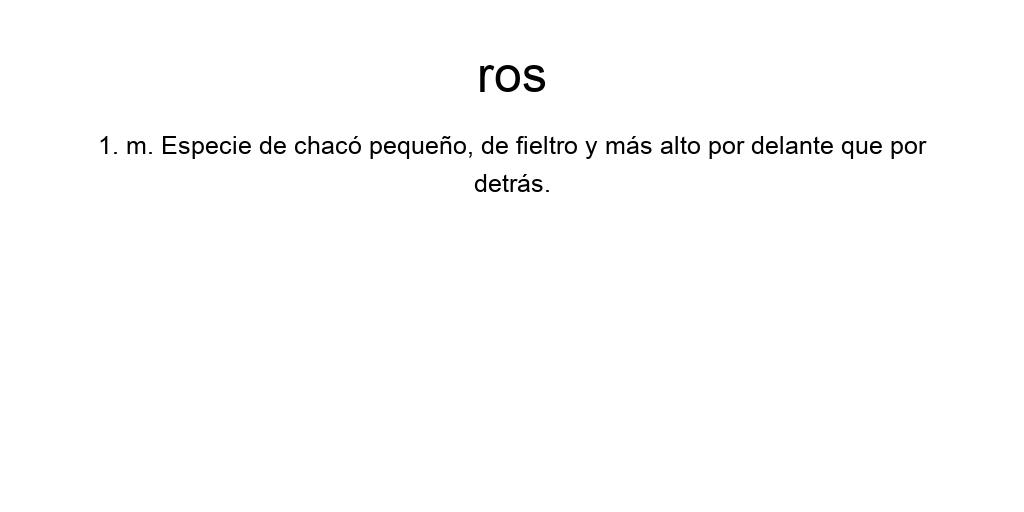 ros
1. m. Especie de chacó pequeño, de fieltro y más alto por delante que por
detrás.